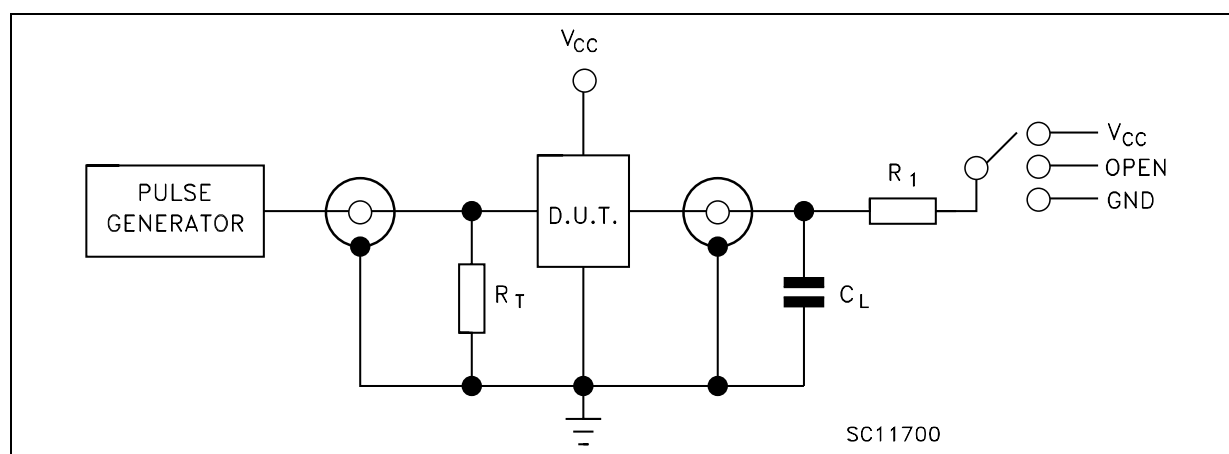 VCC
PULSE
GENERATOR
RT
D.U.T.
CL
R1
VCC
OPEN
GND
SC11700